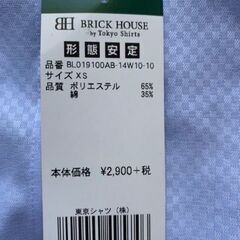 BH BRICK HOUSE
by Tokyo Shirts
形態安定
品番 BL019100AB-14W10-10
サイズ XS
品質 ポリエステル 65%
綿 35%
本体価格 ¥2,900+税
東京シャツ(株)